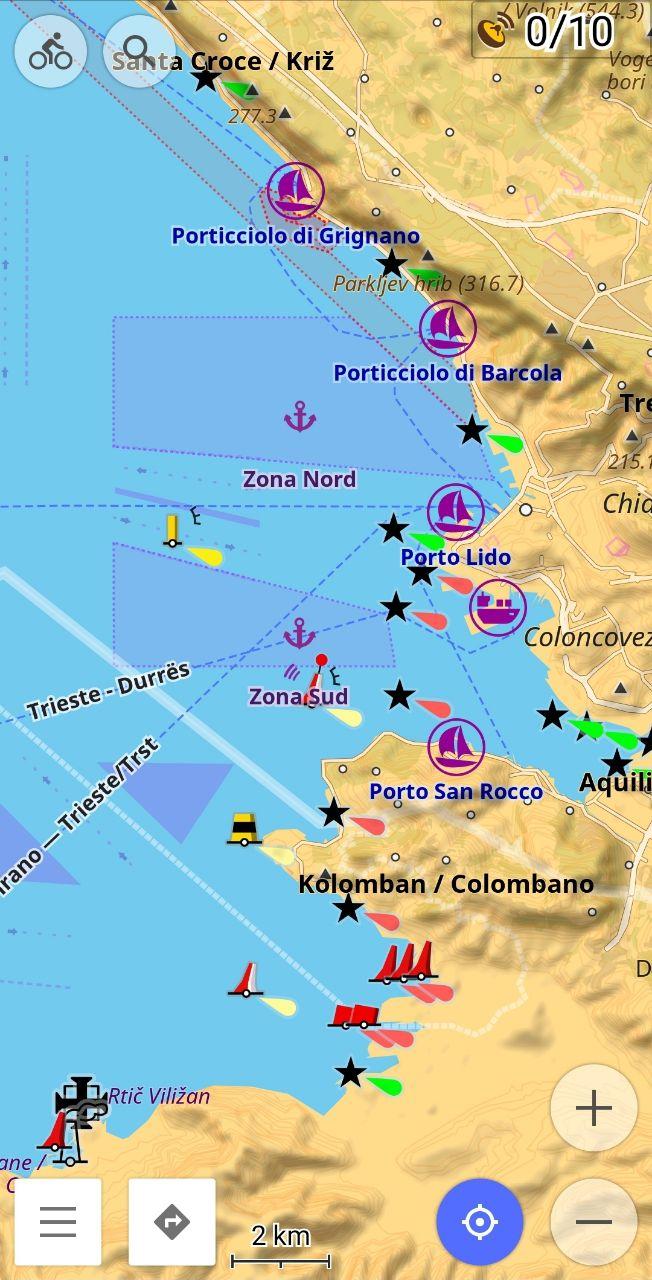 Volnik (544.3)
0/10
Santa Croce / Križ
Voge
bori
277.3
Porticciolo di Grignano
Parkljev hrib (316.7)
Porticciolo di Barcola
Tre
215.1
Zona Nord
Chia
Porto Lido
Coloncovez
Trieste - Durrës
Zona Sud
irano — Trieste/Trst
Porto San Rocco
Aquili
Kolomban / Colombano
D
Rtič Viližan
ane /
C
2 km